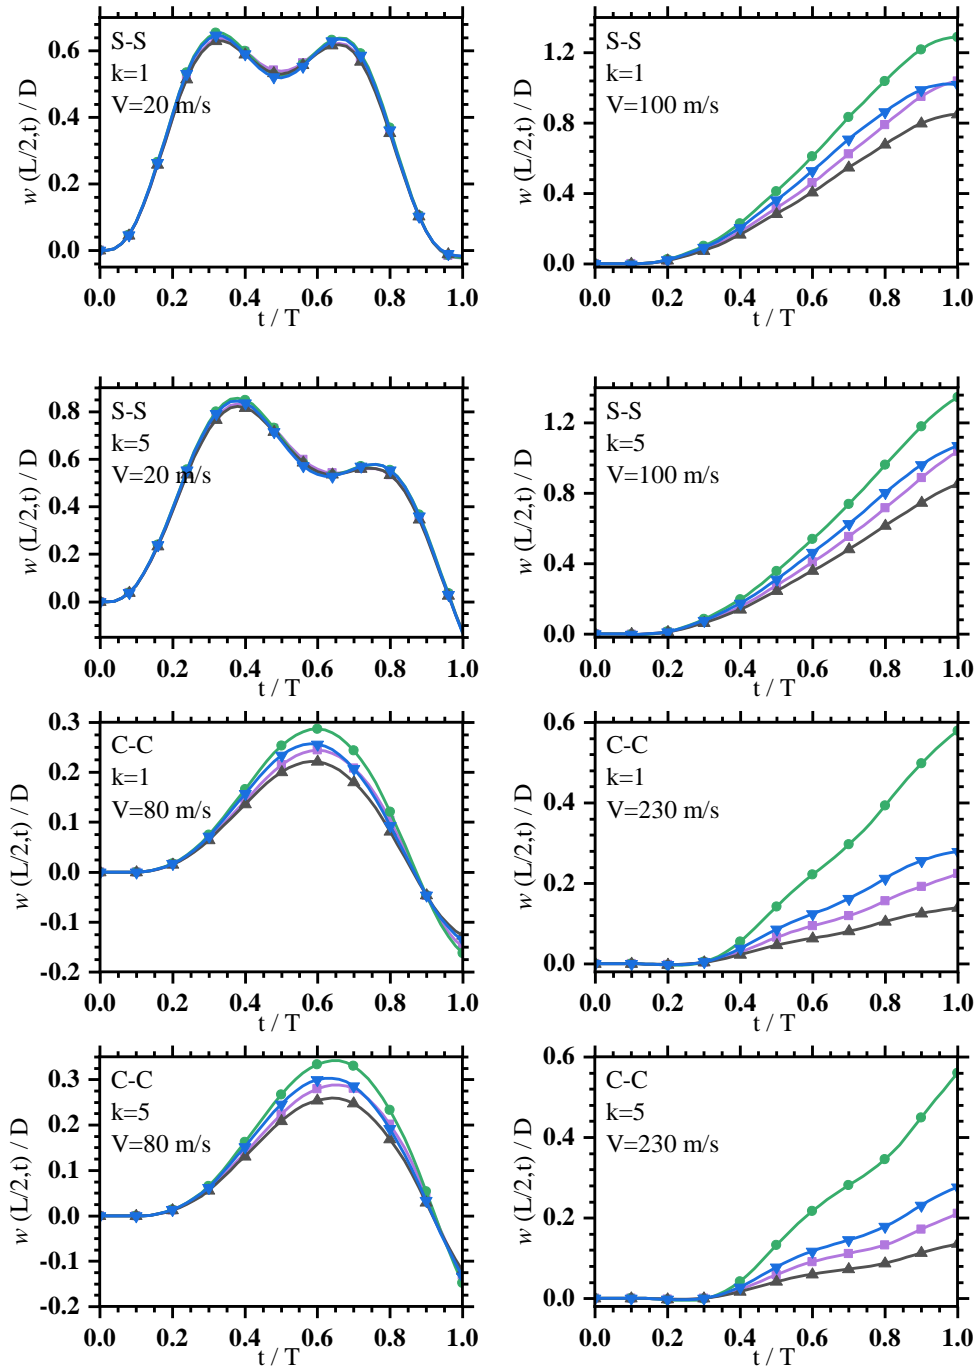 0.6
0.4
0.2
0.0
w (L/2,t) / D
S-S
k=1
V=20 m/s
0.0 0.2 0.4 0.6 0.8 1.0
t / T
1.2
0.8
0.4
0.0
w (L/2,t) / D
S-S
k=1
V=100 m/s
0.0 0.2 0.4 0.6 0.8 1.0
t / T
0.8
0.6
0.4
0.2
0.0
w (L/2,t) / D
S-S
k=5
V=20 m/s
0.0 0.2 0.4 0.6 0.8 1.0
t / T
1.2
0.8
0.4
0.0
w (L/2,t) / D
S-S
k=5
V=100 m/s
0.0 0.2 0.4 0.6 0.8 1.0
t / T
0.3
0.2
0.1
0.0
-0.1
-0.2
w (L/2,t) / D
C-C
k=1
V=80 m/s
0.0 0.2 0.4 0.6 0.8 1.0
t / T
0.6
0.4
0.2
0.0
w (L/2,t) / D
C-C
k=1
V=230 m/s
0.0 0.2 0.4 0.6 0.8 1.0
t / T
0.3
0.2
0.1
0.0
-0.1
-0.2
w (L/2,t) / D
C-C
k=5
V=80 m/s
0.0 0.2 0.4 0.6 0.8 1.0
t / T
0.6
0.4
0.2
0.0
w (L/2,t) / D
C-C
k=5
V=230 m/s
0.0 0.2 0.4 0.6 0.8 1.0
t / T